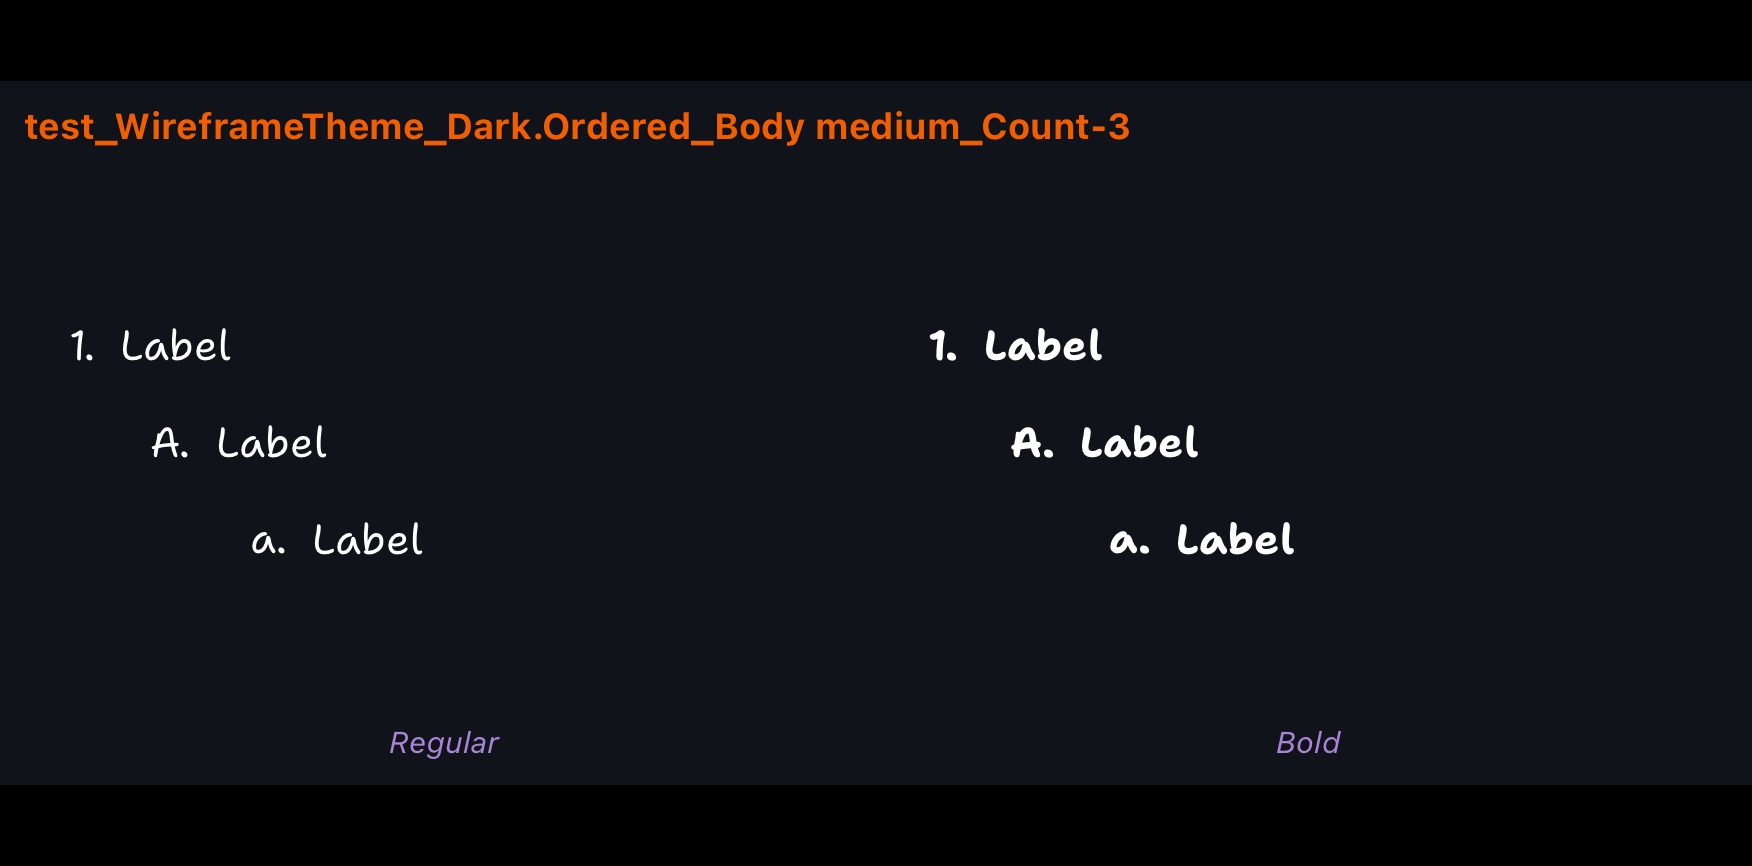 test_WireframeTheme_Dark.Ordered_Body medium_Count-3
1. Label
A. Label
a. Label
Regular
1. Label
A. Label
a. Label
Bold